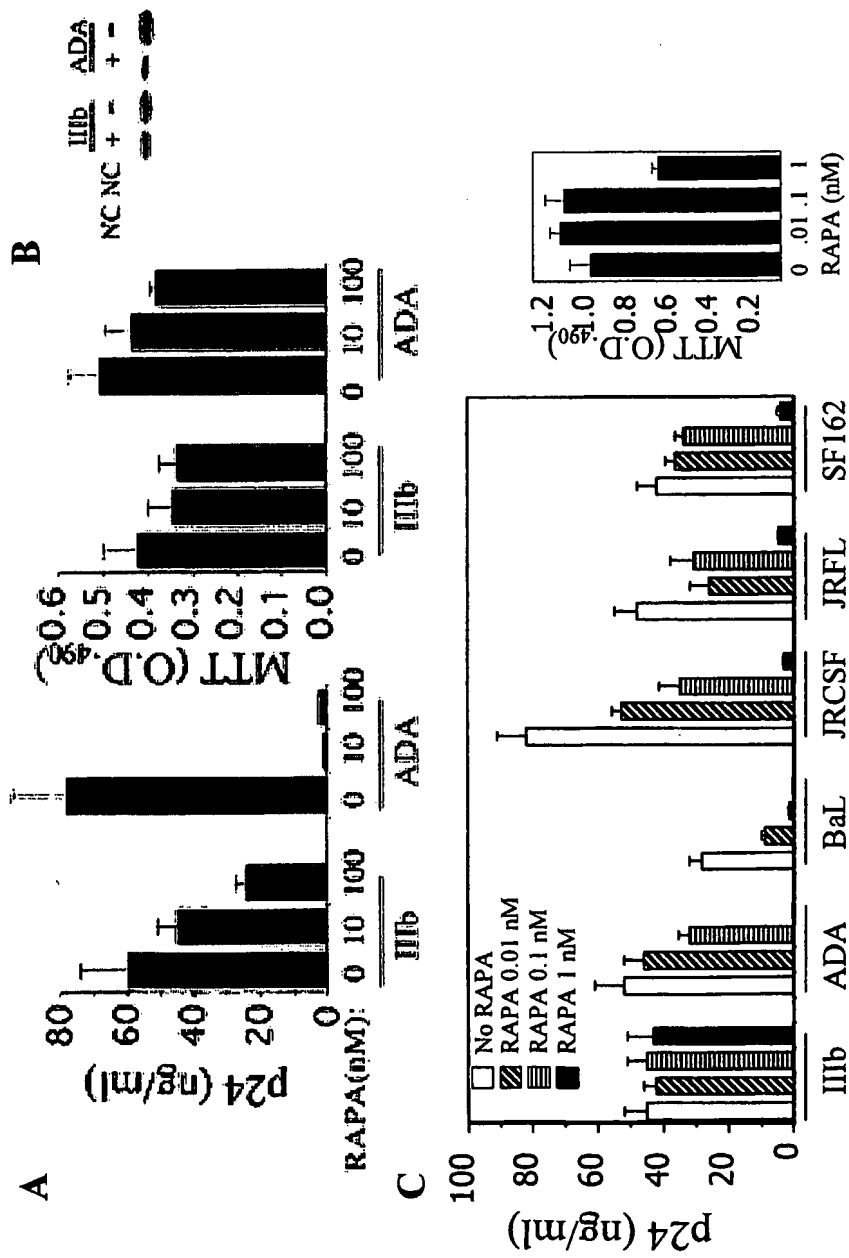 A
p24 (ng/ml)
80
60
40
20
0
RAPA(nM):
0 10 100
0 10 100
IIIb
ADA
MTT (O.D.490)
0.6
0.5
0.4
0.3
0.2
0.1
0.0
0 10 100
0 10 100
IIIb
ADA
B
IIIb ADA
NC NC + - + -
C
p24 (ng/ml)
100
80
60
40
20
0
No RAPA
RAPA 0.01 nM
RAPA 0.1 nM
RAPA 1 nM
IIIb
ADA
BaL
JRCSF
JRFL
SF162
MTT (O.D.490)
1.2
1.0
0.8
0.6
0.4
0.2
0 .01 .1 1
RAPA (nM)